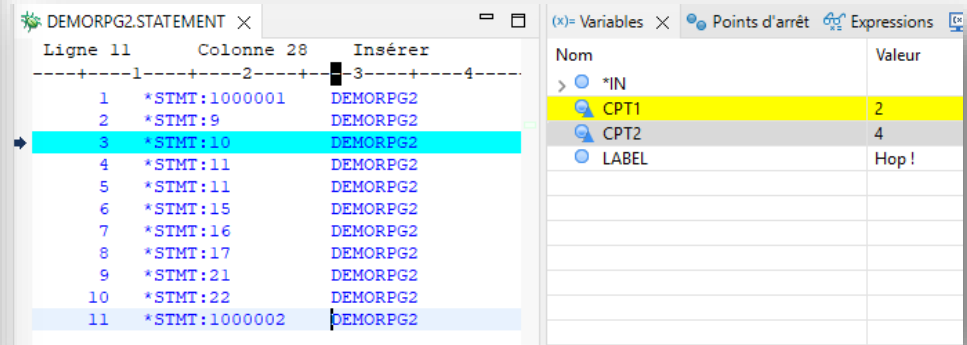 DEMORPG2.STATEMENT
Ligne 11 Colonne 28 Insérer
----+----1----+----2----+-- -3----+----4----
1 *STMT:1000001 DEMORPG2
2 *STMT:9 DEMORPG2
3 *STMT:10 DEMORPG2
4 *STMT:11 DEMORPG2
5 *STMT:11 DEMORPG2
6 *STMT:15 DEMORPG2
7 *STMT:16 DEMORPG2
8 *STMT:17 DEMORPG2
9 *STMT:21 DEMORPG2
10 *STMT:22 DEMORPG2
11 *STMT:1000002 DEMORPG2
(x)= Variables Points d'arrêt Expressions
Nom Valeur
*IN
CPT1 2
CPT2 4
LABEL Hop !